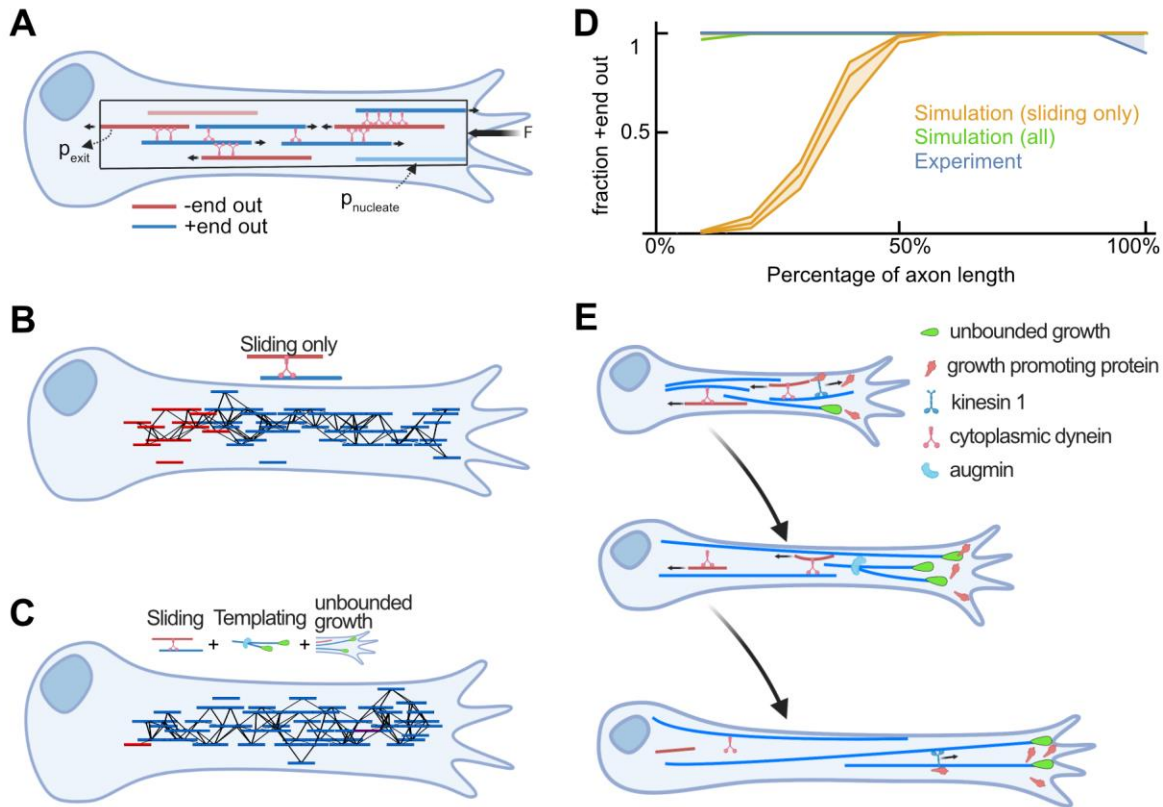 A
F
p_exit
p_nucleate
-end out
+end out
B
Sliding only
C
Sliding Templating unbounded
growth
+ +
D
fraction +end out
1
0.5
Simulation (sliding only)
Simulation (all)
Experiment
0% 50% 100%
Percentage of axon length
E
unbounded growth
growth promoting protein
kinesin 1
cytoplasmic dynein
augmin